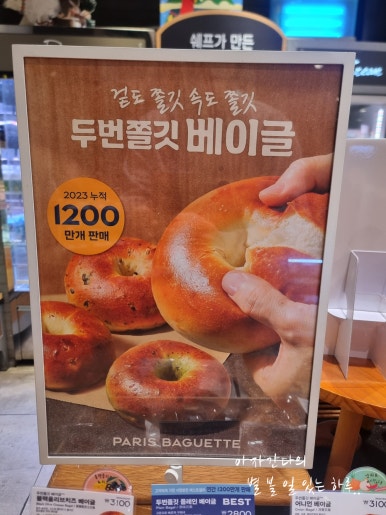 쉐프가 만든
겉도 쫄깃 속도 쫄깃
두번쫄깃 베이글
2023 누적
1200
만개 판매
PARIS BAGUETTE
아자간다의
별 볼 일 있는 하루,,
블랙올리브치즈 베이글
₩3100
두번쫄깃 플레인 베이글
BEST
₩2800
어니언 베이글
₩3100